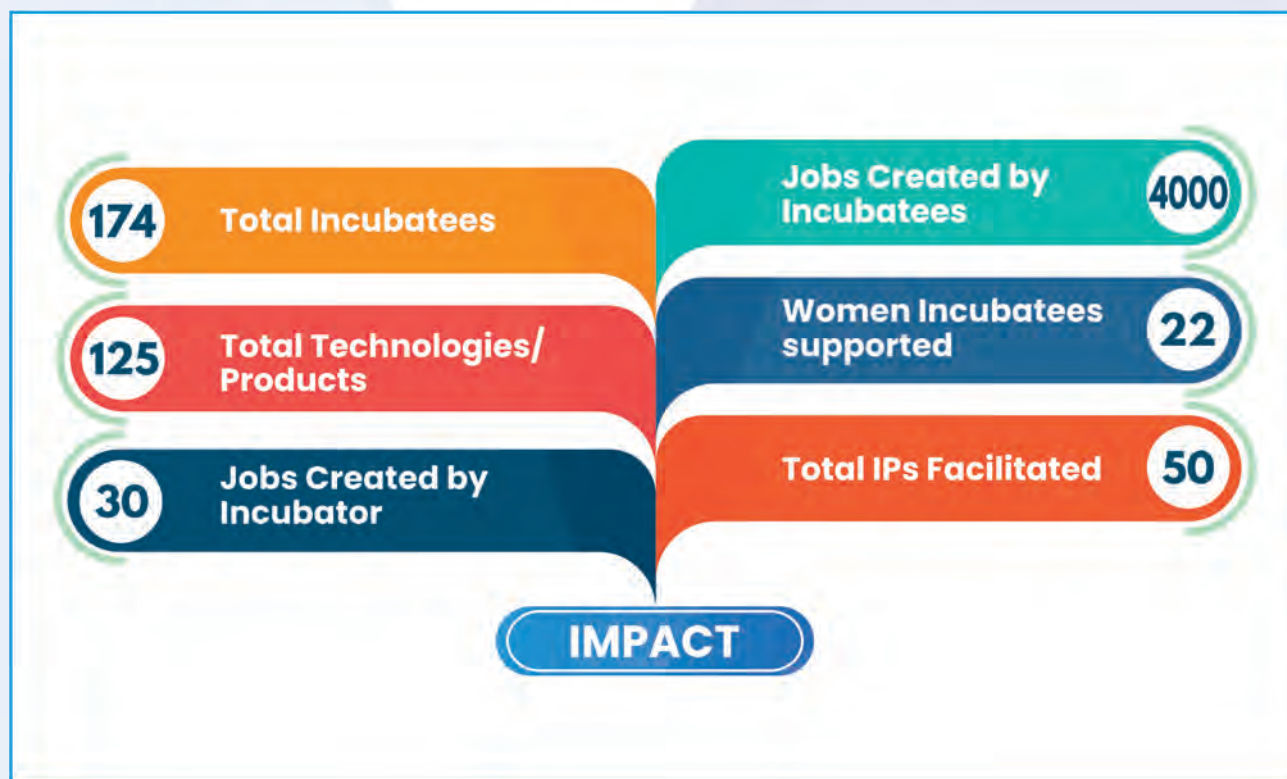 174
Total Incubatees
125
Total Technologies/
Products
30
Jobs Created by
Incubator
Jobs Created by
Incubatees
4000
Women Incubatees
supported
22
Total IPs Facilitated
50
IMPACT